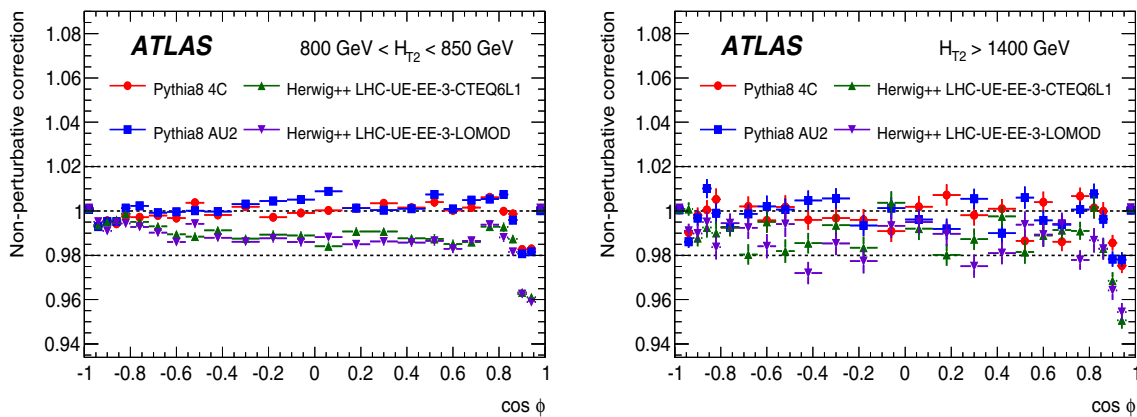 Non-perturbative correction
1.08
1.06
1.04
1.02
1
0.98
0.96
0.94
ATLAS
800 GeV < H_T2 < 850 GeV
Pythia8 4C
Herwig++ LHC-UE-EE-3-CTEQ6L1
Pythia8 AU2
Herwig++ LHC-UE-EE-3-LOMOD
-1 -0.8 -0.6 -0.4 -0.2 0 0.2 0.4 0.6 0.8 1
cos ϕ
Non-perturbative correction
1.08
1.06
1.04
1.02
1
0.98
0.96
0.94
ATLAS
H_T2 > 1400 GeV
Pythia8 4C
Herwig++ LHC-UE-EE-3-CTEQ6L1
Pythia8 AU2
Herwig++ LHC-UE-EE-3-LOMOD
-1 -0.8 -0.6 -0.4 -0.2 0 0.2 0.4 0.6 0.8 1
cos ϕ